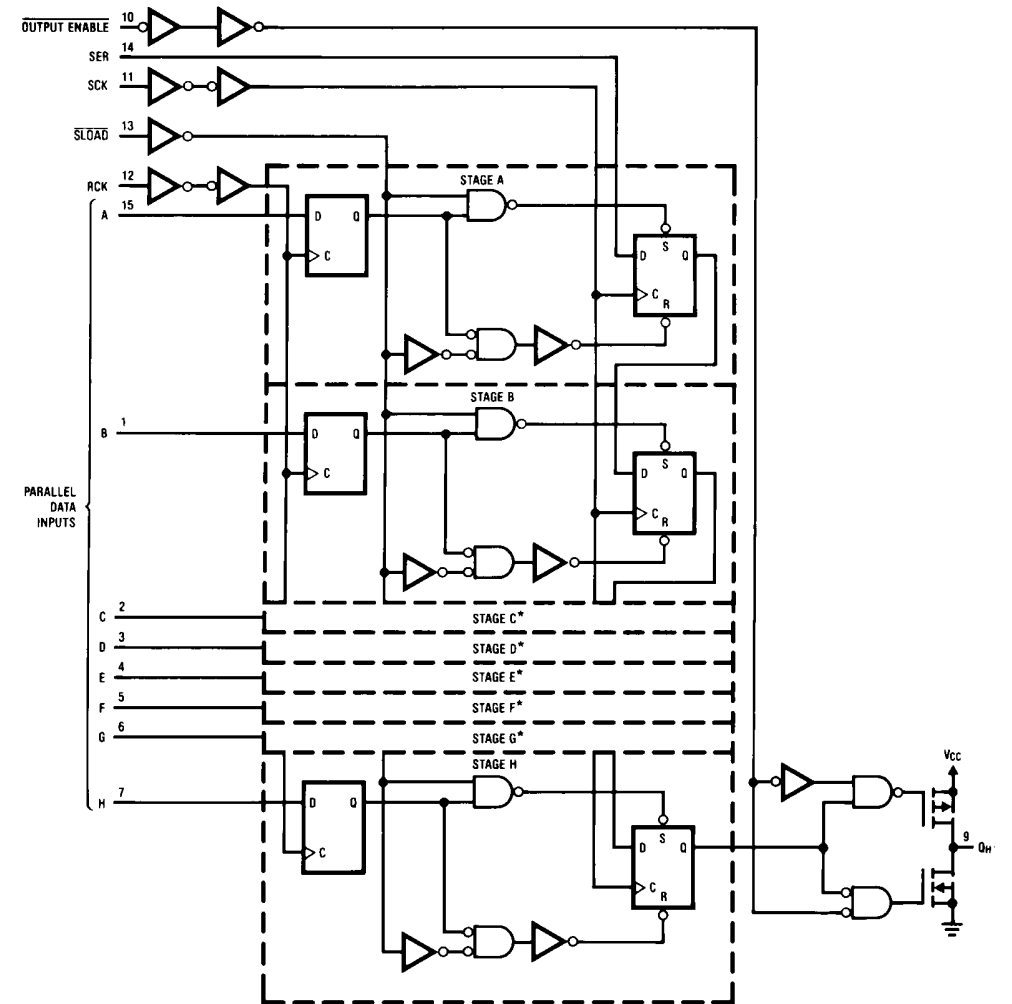 OUTPUT ENABLE 10
SER 14
SCK 11
SLOAD 13
RCK 12
A 15
STAGE A
D Q
C
S
D Q
C
R
STAGE B
B 1
D Q
C
S
D Q
C
R
PARALLEL
DATA
INPUTS
C 2
STAGE C*
D 3
STAGE D*
E 4
STAGE E*
F 5
STAGE F*
G 6
STAGE G*
STAGE H
H 7
D Q
C
S
D Q
C
R
VCC
9 QH